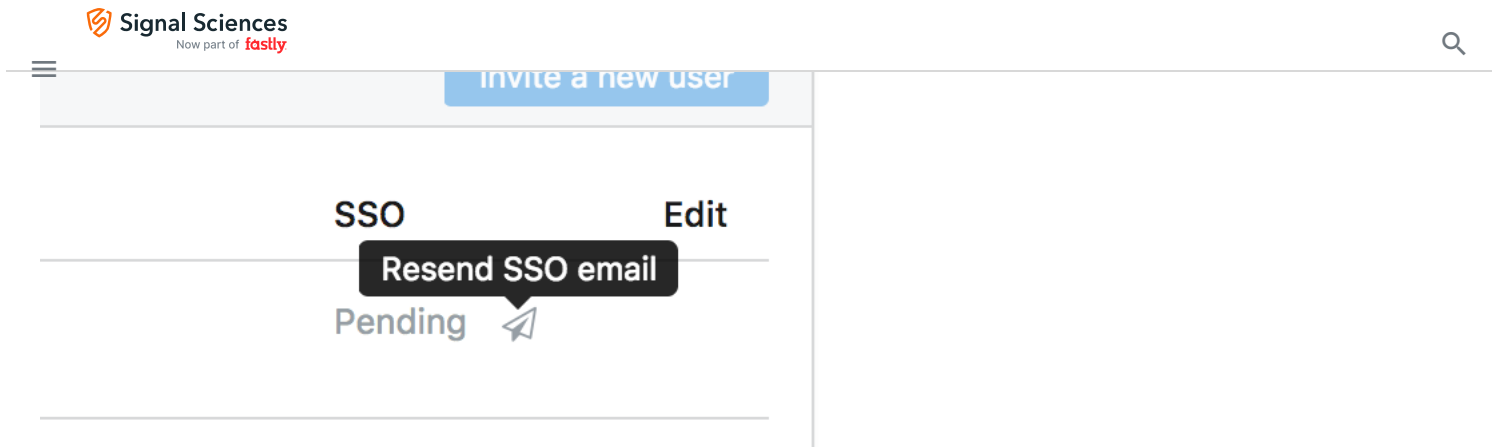 Signal Sciences
Now part of fastly
Invite a new user
SSO Edit
Resend SSO email
Pending